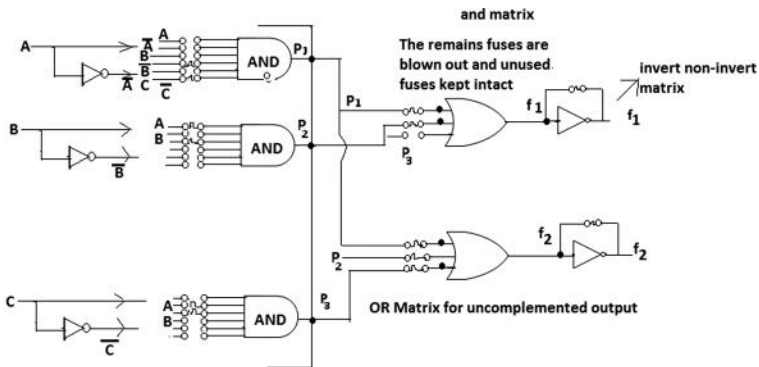 and matrix
The remains fuses are
blown out and unused
fuses kept intact
invert non-invert
matrix
A
A̅
A̅
A
B
B̅
C
C̅
AND
P1
P1
f1
f1
B
B̅
A
B
AND
P2
P3
P2
f2
f2
C
C̅
A
B
AND
P3
OR Matrix for uncomplemented output